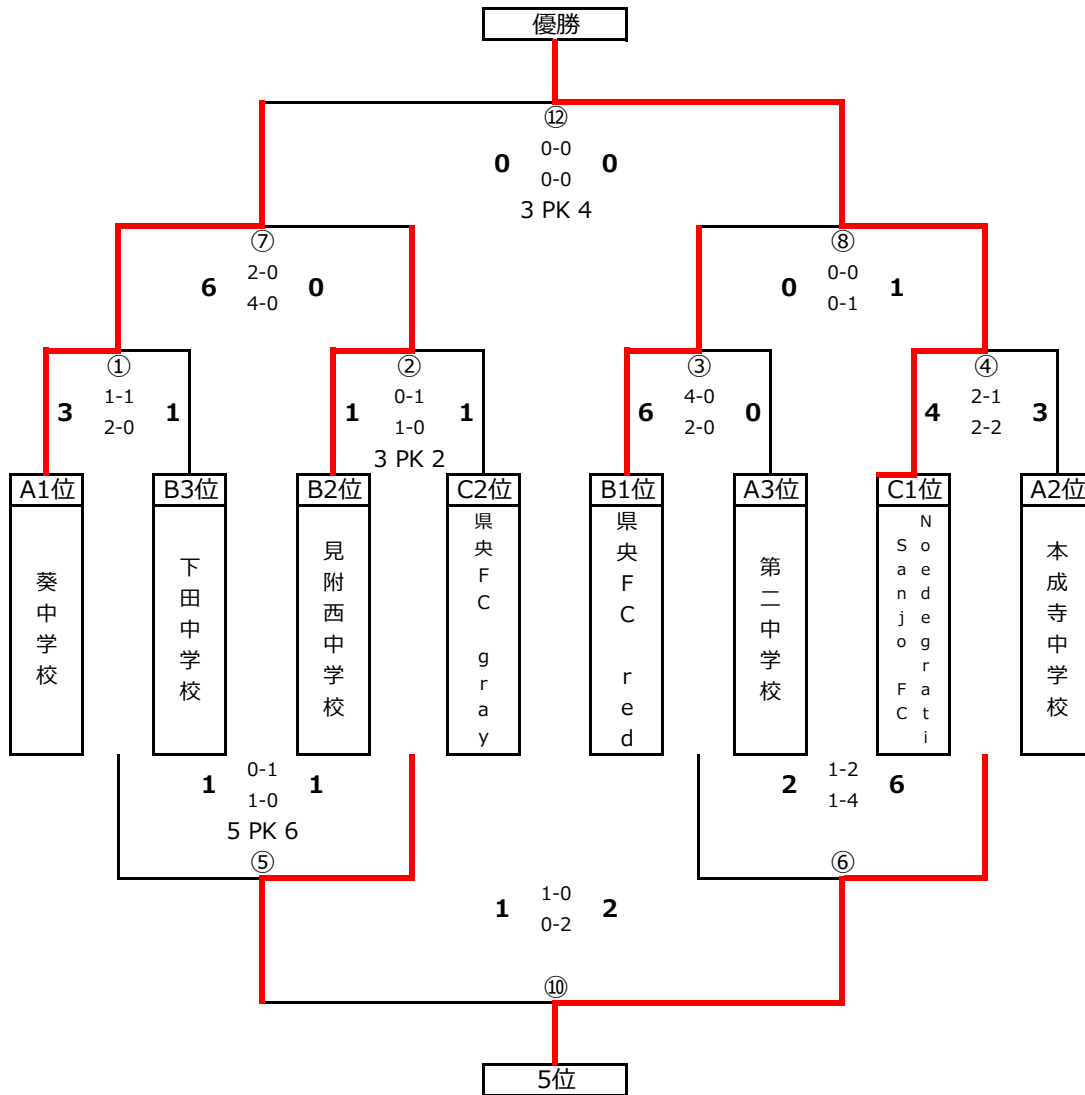 優勝
⑫
0 0-0 0
0-0
3 PK 4
⑦ ⑧
6 2-0 0 0 0-0 1
4-0 0-1
① ② ③ ④
3 1-1 1 1 0-1 1 6 4-0 0 4 2-1 3
2-0 1-0 2-0 2-2
3 PK 2
A1位 B3位 B2位 C2位 B1位 A3位 C1位 A2位
葵中学校
下田中学校
見附西中学校
県央FC gray
県央FC red
第二中学校
Noedegrati
Sanjo FC
本成寺中学校
1 0-1 1 2 1-2 6
1-0 1-4
5 PK 6
⑤ ⑥
1 1-0 2
0-2
⑩
5位